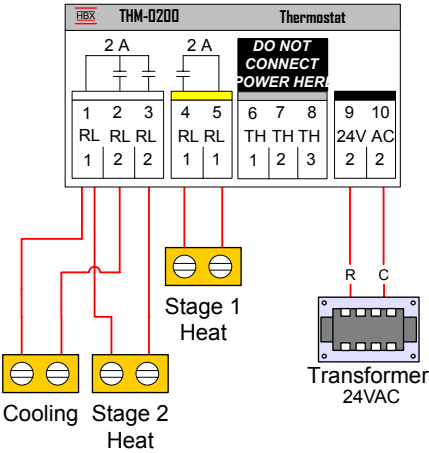 HBX THM-0200 Thermostat
2 A 2 A DO NOT
CONNECT
POWER HERE
1 2 3 4 5 6 7 8 9 10
RL RL RL RL RL TH TH TH 24V AC
1 2 2 1 1 1 2 3 2 2
R C
Stage 1
Heat
Transformer
24VAC
Cooling Stage 2
Heat